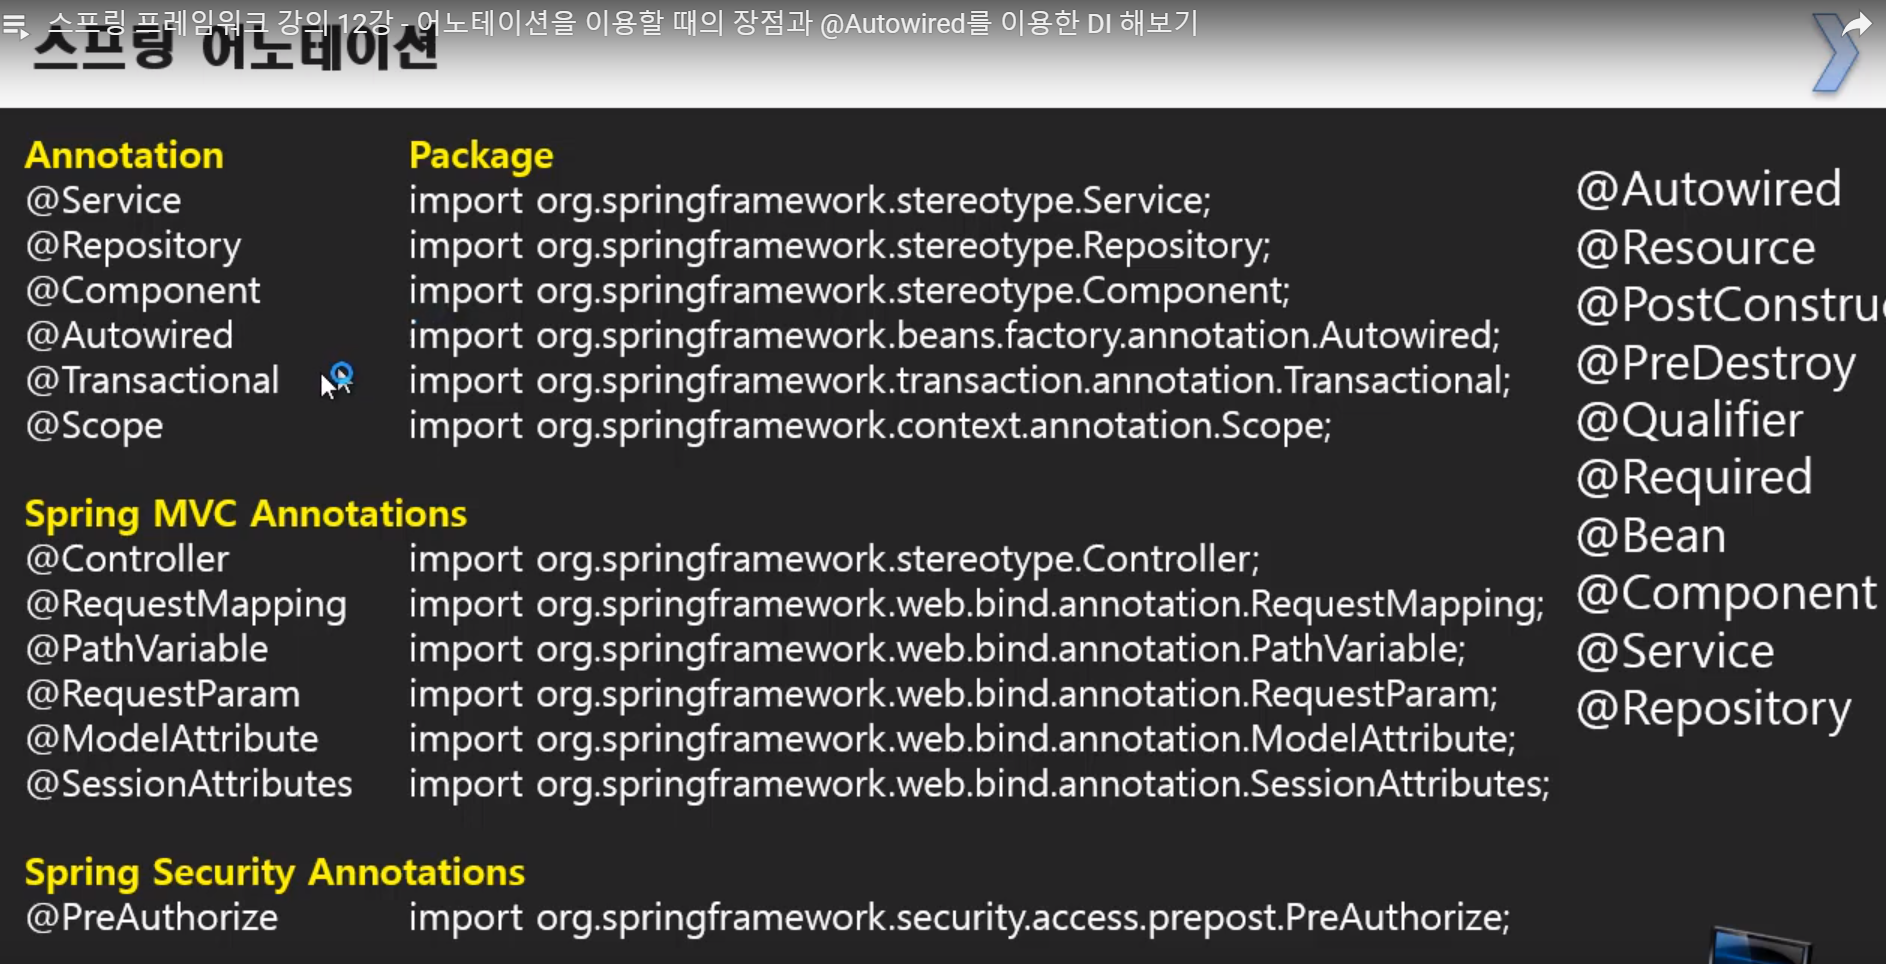 스프링 프레임워크 강의 12강 - 어노테이션을 이용할 때의 장점과 @Autowired를 이용한 DI 해보기
스프링 어노테이션
Annotation Package
@Service import org.springframework.stereotype.Service;
@Repository import org.springframework.stereotype.Repository;
@Component import org.springframework.stereotype.Component;
@Autowired import org.springframework.beans.factory.annotation.Autowired;
@Transactional import org.springframework.transaction.annotation.Transactional;
@Scope import org.springframework.context.annotation.Scope;
Spring MVC Annotations
@Controller import org.springframework.stereotype.Controller;
@RequestMapping import org.springframework.web.bind.annotation.RequestMapping;
@PathVariable import org.springframework.web.bind.annotation.PathVariable;
@RequestParam import org.springframework.web.bind.annotation.RequestParam;
@ModelAttribute import org.springframework.web.bind.annotation.ModelAttribute;
@SessionAttributes import org.springframework.web.bind.annotation.SessionAttributes;
Spring Security Annotations
@PreAuthorize import org.springframework.security.access.prepost.PreAuthorize;
@Autowired
@Resource
@PostConstruc
@PreDestroy
@Qualifier
@Required
@Bean
@Component
@Service
@Repository